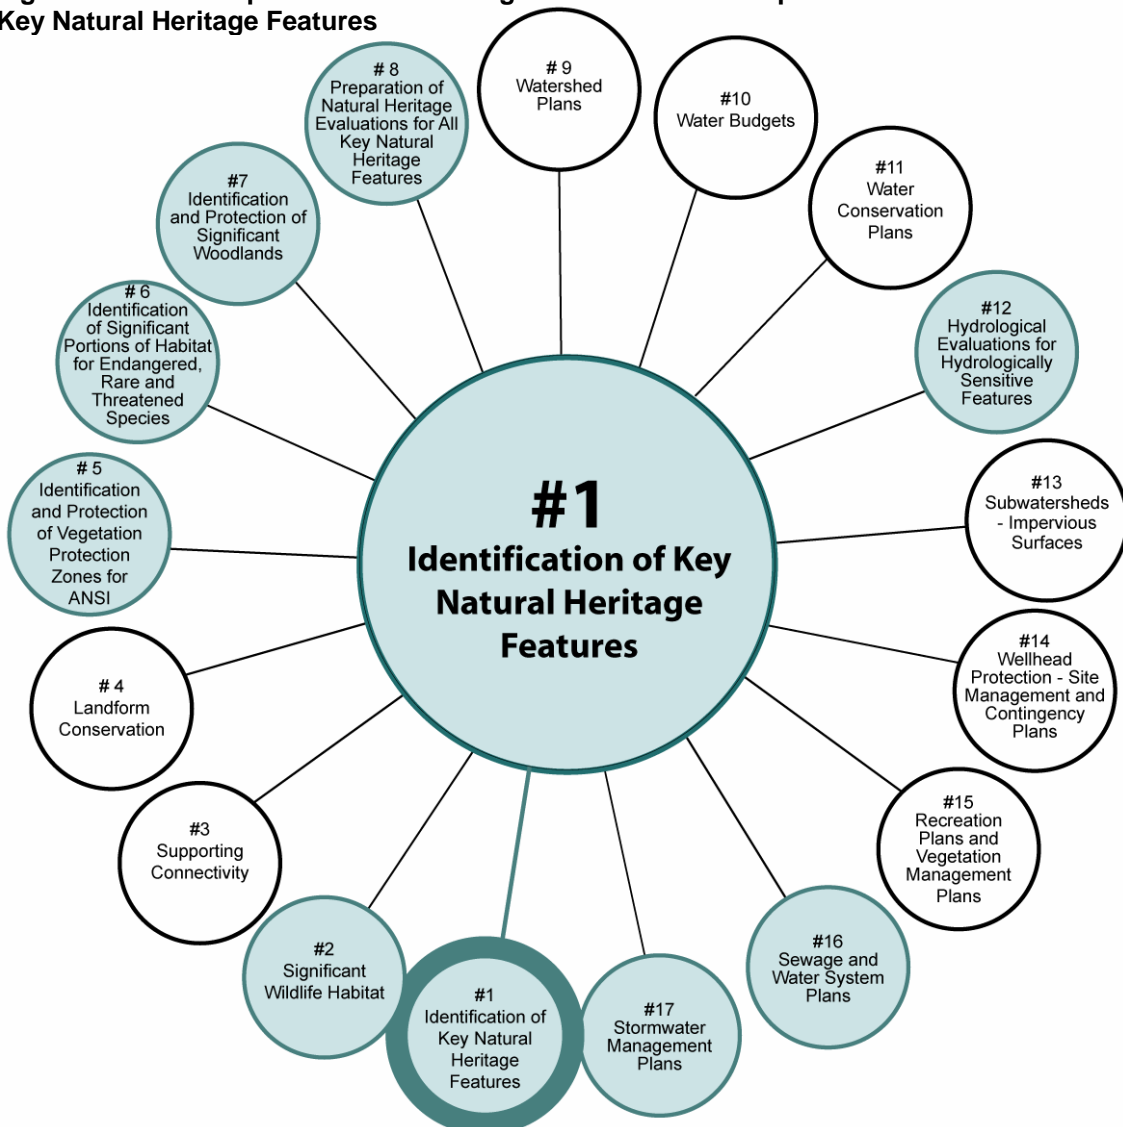 Key Natural Heritage Features
# 8
Preparation of
Natural Heritage
Evaluations for All
Key Natural
Heritage
Features
# 9
Watershed
Plans
#10
Water Budgets
#11
Water
Conservation
Plans
#12
Hydrological
Evaluations for
Hydrologically
Sensitive
Features
#13
Subwatersheds
- Impervious
Surfaces
#14
Wellhead
Protection - Site
Management and
Contingency
Plans
#15
Recreation
Plans and
Vegetation
Management
Plans
#16
Sewage and
Water System
Plans
#17
Stormwater
Management
Plans
#1
Identification of
Key Natural
Heritage
Features
#2
Significant
Wildlife Habitat
#3
Supporting
Connectivity
# 4
Landform
Conservation
# 5
Identification
and Protection
of Vegetation
Protection
Zones for
ANSI
# 6
Identification
of Significant
Portions of Habitat
for Endangered,
Rare and
Threatened
Species
#7
Identification
and Protection of
Significant
Woodlands
#1
Identification of Key
Natural Heritage
Features